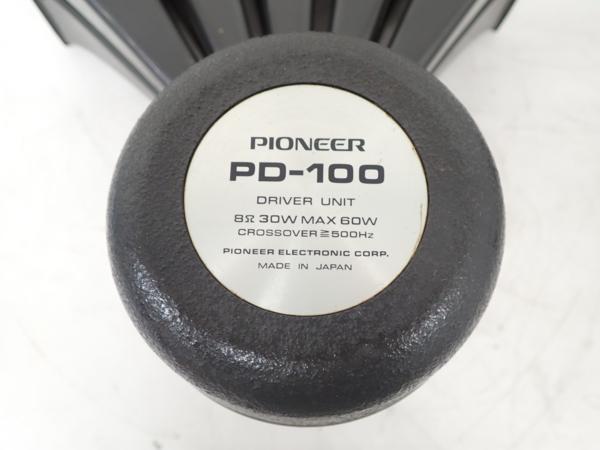 PIONEER
PD-100
DRIVER UNIT
8Ω 30W MAX 60W
CROSSOVER≧500Hz
PIONEER ELECTRONIC CORP.
MADE IN JAPAN